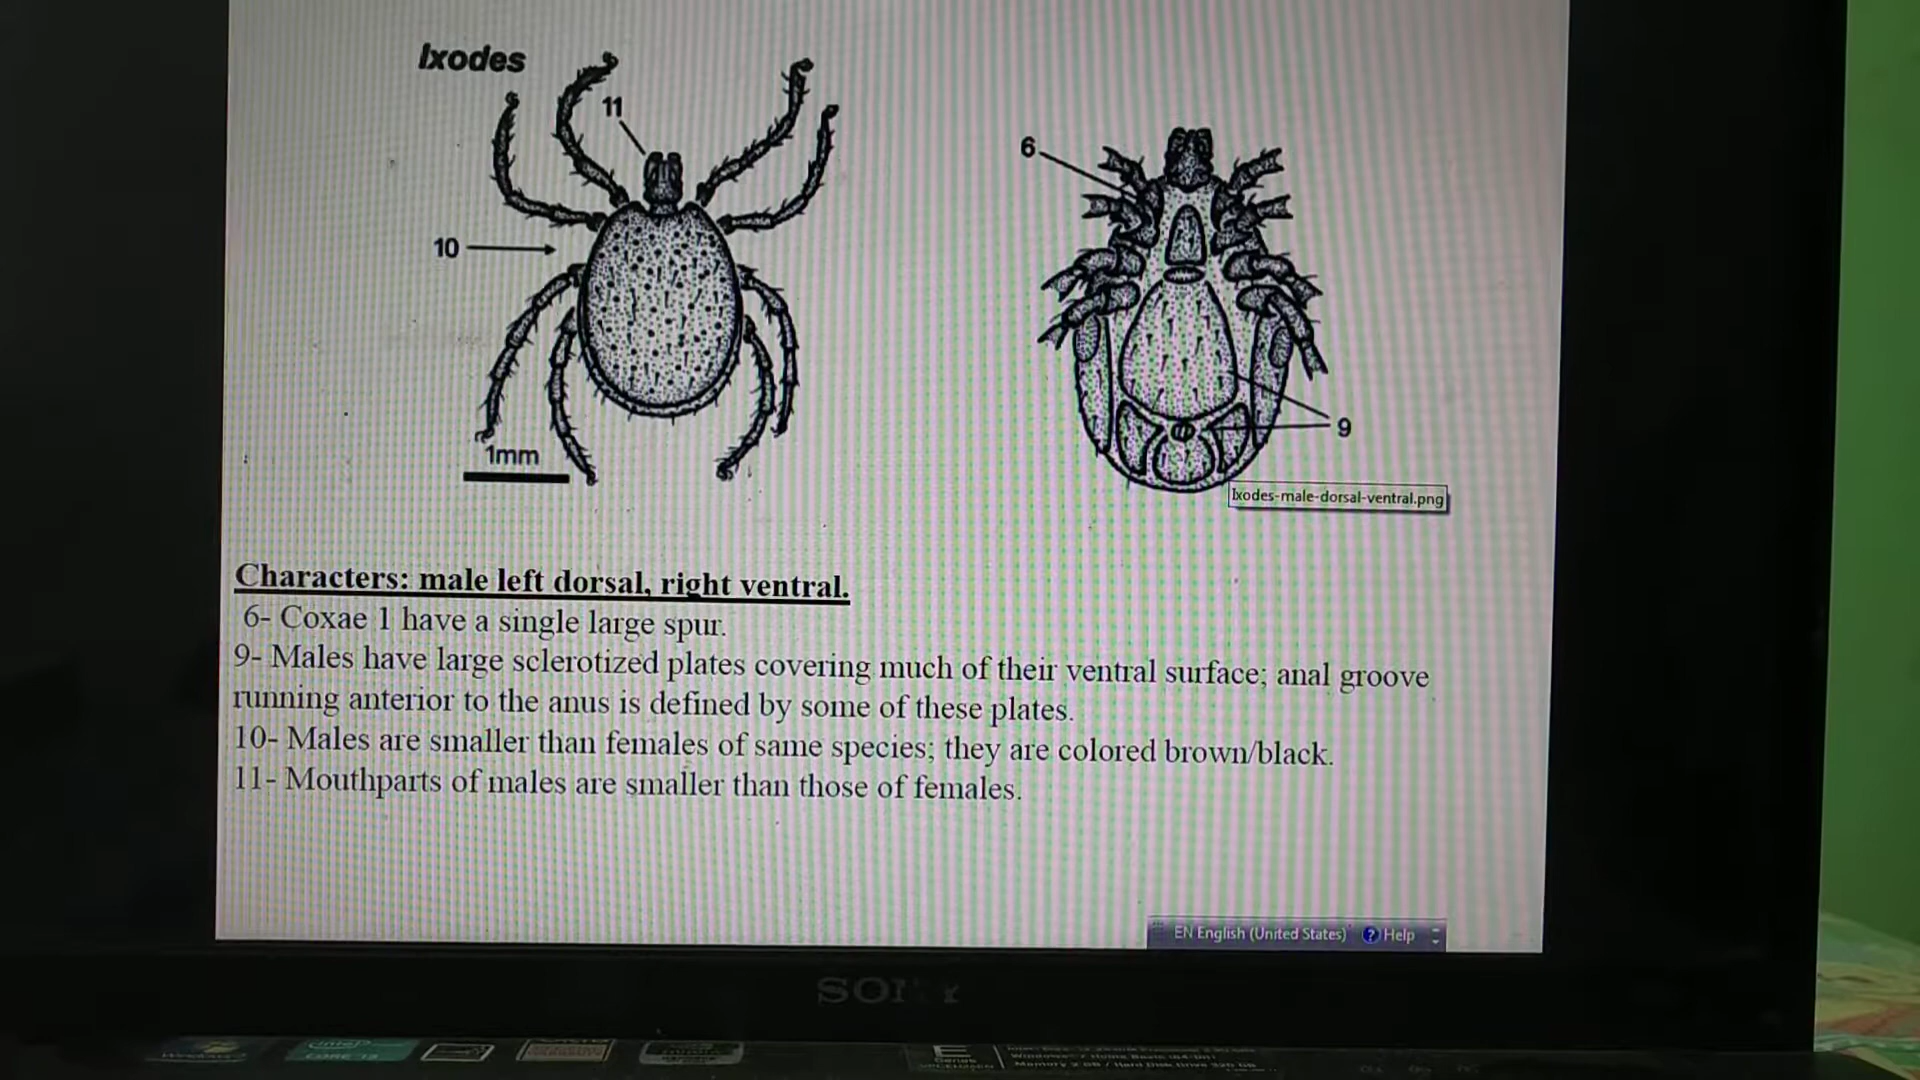 Ixodes
11
10
1mm
6
9
Ixodes-male-dorsal-ventral.png
Characters: male left dorsal, right ventral.
6- Coxae 1 have a single large spur.
9- Males have large sclerotized plates covering much of their ventral surface; anal groove
running anterior to the anus is defined by some of these plates.
10- Males are smaller than females of same species; they are colored brown/black.
11- Mouthparts of males are smaller than those of females.
EN English (United States) ? Help